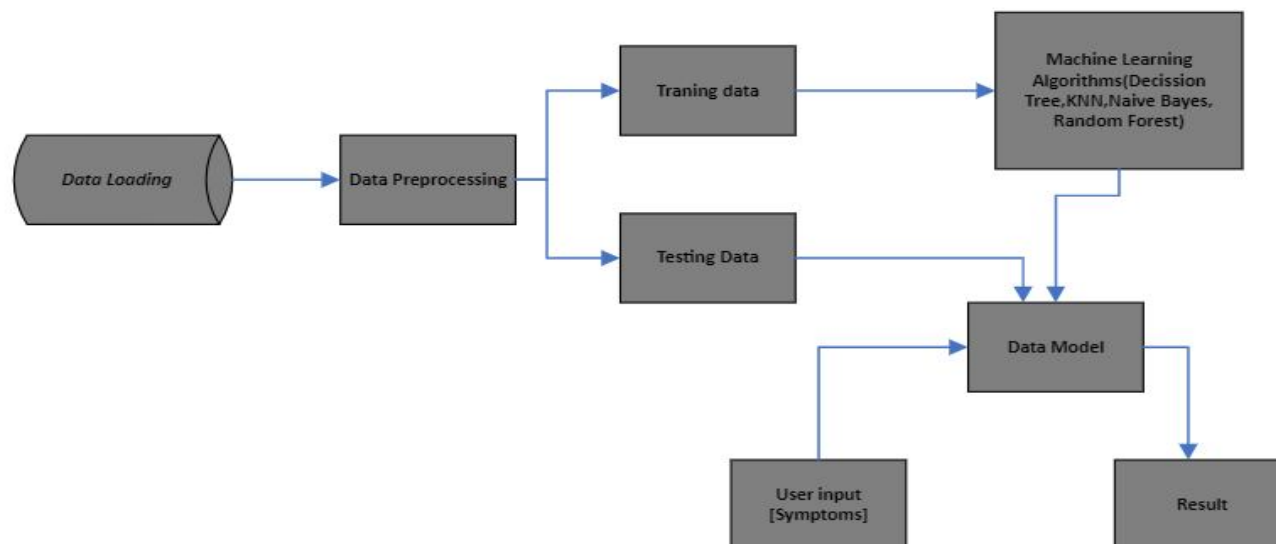 Traning data
Machine Learning
Algorithms(Decission
Tree,KNN,Naive Bayes,
Random Forest)
Data Loading
Data Preprocessing
Testing Data
Data Model
User input
[Symptoms]
Result